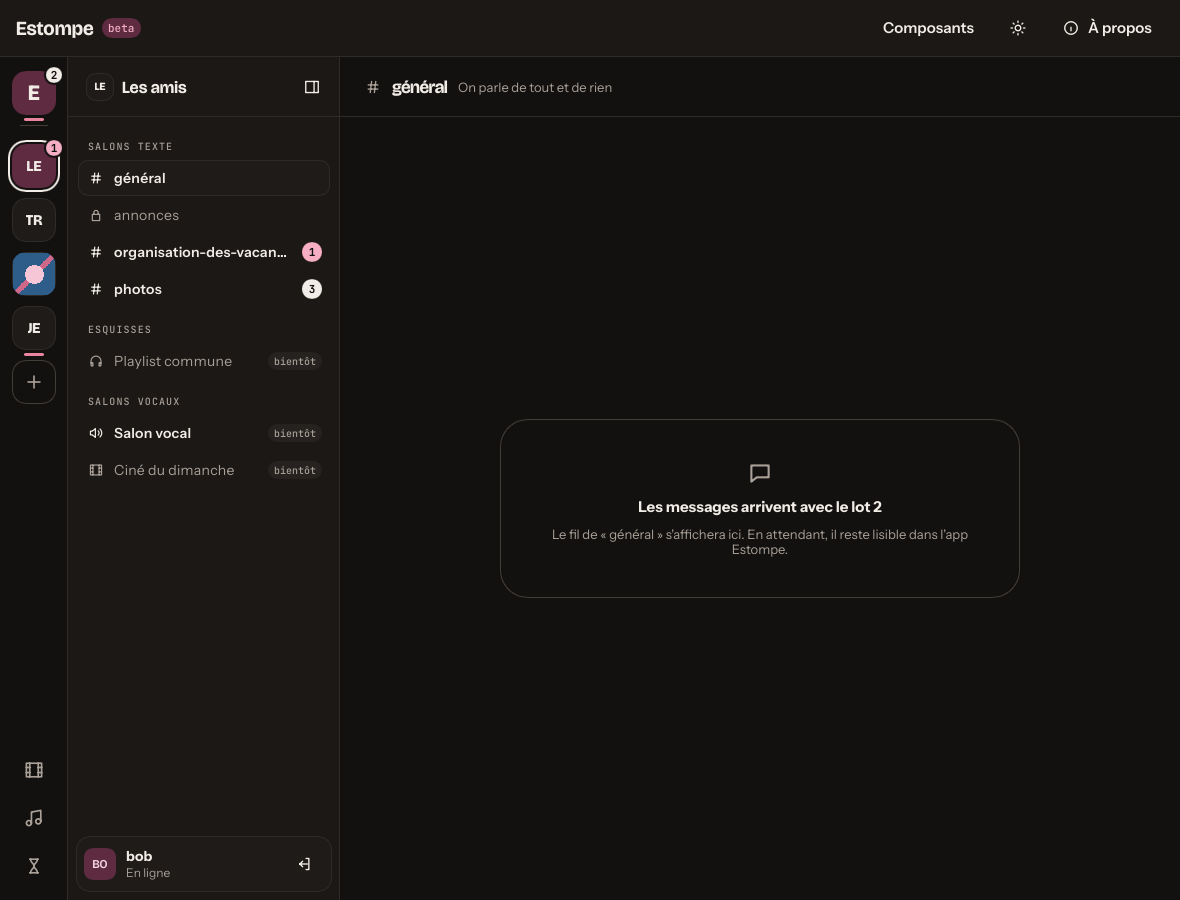 Estompe beta
Composants
À propos
E 2
LE 1
TR
JE
LE Les amis
SALONS TEXTE
général
annonces
organisation-des-vacan... 1
photos 3
ESQUISSES
Playlist commune bientôt
SALONS VOCAUX
Salon vocal bientôt
Ciné du dimanche bientôt
BO bob
En ligne
# général On parle de tout et de rien
Les messages arrivent avec le lot 2
Le fil de « général » s'affichera ici. En attendant, il reste lisible dans l'app
Estompe.